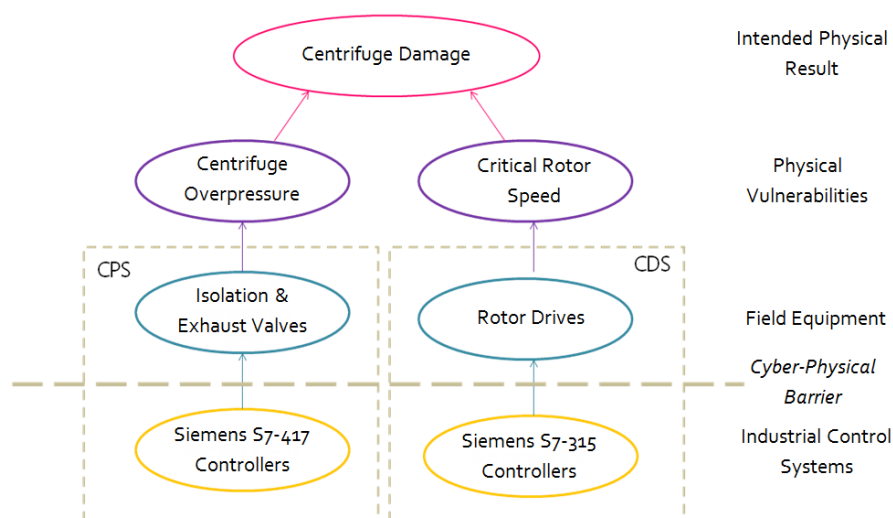 Centrifuge Damage
Intended Physical
Result
Centrifuge
Overpressure
Critical Rotor
Speed
Physical
Vulnerabilities
CPS
CDS
Isolation &
Exhaust Valves
Rotor Drives
Field Equipment
Cyber-Physical
Barrier
Siemens S7-417
Controllers
Siemens S7-315
Controllers
Industrial Control
Systems